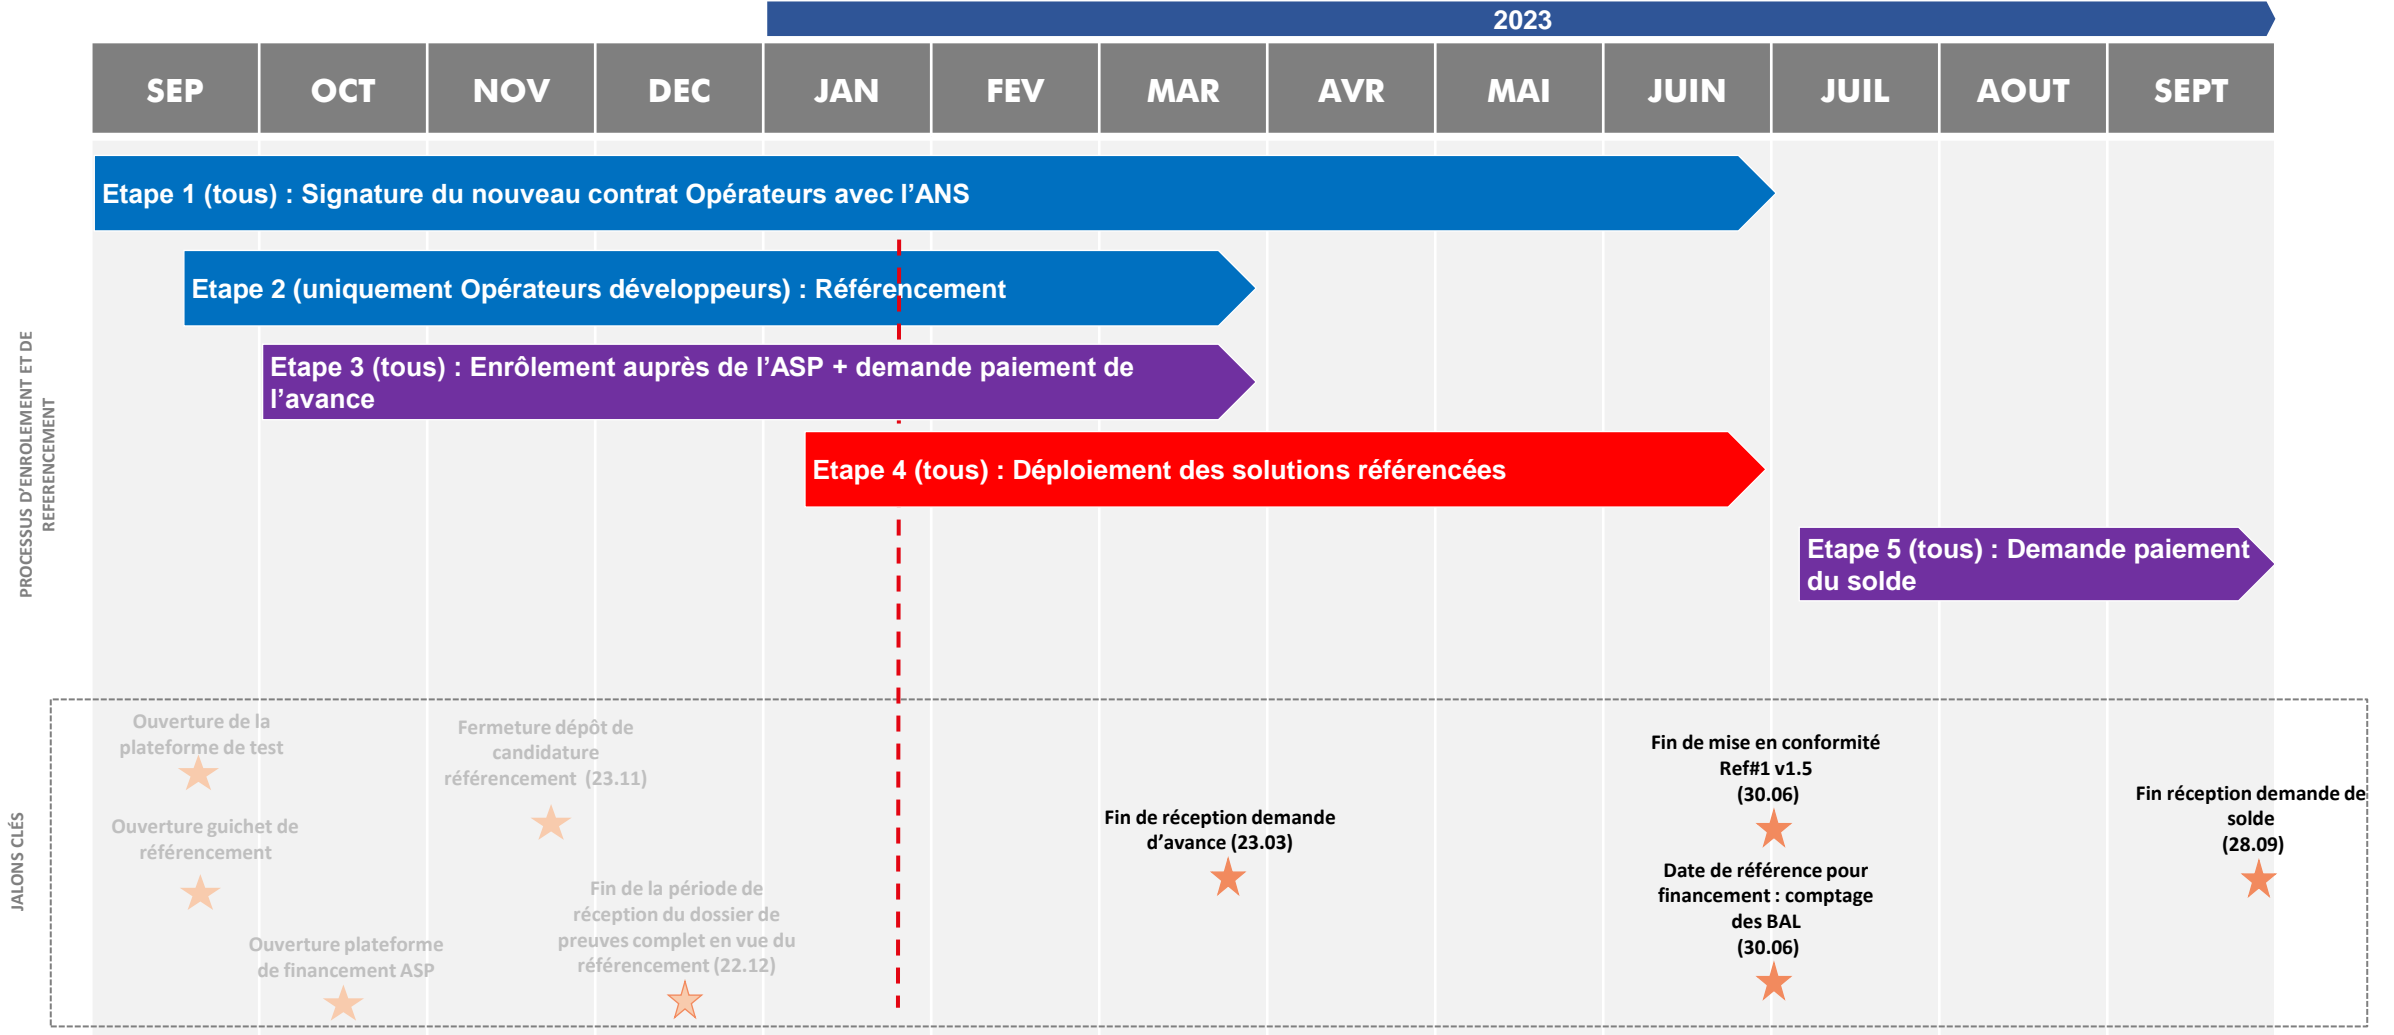 2023
SEP
OCT
NOV
DEC
JAN
FEV
MAR
AVR
MAI
JUIN
JUIL
AOUT
SEPT
PROCESSUS D’ENROLEMENT ET DE
REFERENCEMENT
Etape 1 (tous) : Signature du nouveau contrat Opérateurs avec l’ANS
Etape 2 (uniquement Opérateurs développeurs) : Référencement
Etape 3 (tous) : Enrôlement auprès de l’ASP + demande paiement de
l’avance
Etape 4 (tous) : Déploiement des solutions référencées
Etape 5 (tous) : Demande paiement
du solde
JALONS CLÉS
Ouverture de la
plateforme de test
Ouverture guichet de
référencement
Ouverture plateforme
de financement ASP
Fermeture dépôt de
candidature
référencement (23.11)
Fin de la période de
réception du dossier de
preuves complet en vue du
référencement (22.12)
Fin de réception demande
d’avance (23.03)
Fin de mise en conformité
Ref#1 v1.5
(30.06)
Date de référence pour
financement : comptage
des BAL
(30.06)
Fin réception demande de
solde
(28.09)